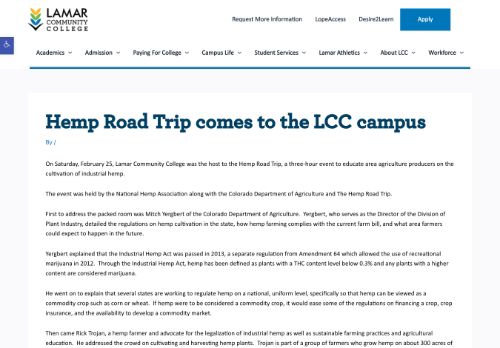 LAMAR
COMMUNITY
COLLEGE
Request More Information LopeAccess Desire2Learn Apply
Academics Admission Paying For College Campus Life Student Services Lamar Athletics About LCC Workforce
Hemp Road Trip comes to the LCC campus
By /
On Saturday, February 25, Lamar Community College was the host to the Hemp Road Trip, a three-hour event to educate area agriculture producers on the
cultivation of industrial hemp.
The event was held by the National Hemp Association along with the Colorado Department of Agriculture and The Hemp Road Trip.
First to address the packed room was Mitch Yergbert of the Colorado Department of Agriculture. Yergbert, who serves as the Director of the Division of
Plant Industry, detailed the regulations on hemp cultivation in the state, how hemp farming complies with the current farm bill, and what area farmers
could expect to happen in the future.
Yergbert explained that the Industrial Hemp Act was passed in 2013, a separate regulation from Amendment 64 which allowed the use of recreational
marijuana in 2012. Through the Industrial Hemp Act, hemp has been defined as plants with a THC content level below 0.3% and any plants with a higher
content are considered marijuana.
He went on to explain that several states are working to regulate hemp on a national, uniform level, specifically so that hemp can be viewed as a
commodity crop such as corn or wheat. If hemp were to be considered a commodity crop, it would ease some of the regulations on financing a crop, crop
insurance, and the availability to develop a commodity market.
Then came Rick Trojan, a hemp farmer and advocate for the legalization of industrial hemp as well as sustainable farming practices and agricultural
education. He addressed the crowd on cultivating and harvesting hemp plants. Trojan is part of a group of farmers who grow hemp on about 300 acres of